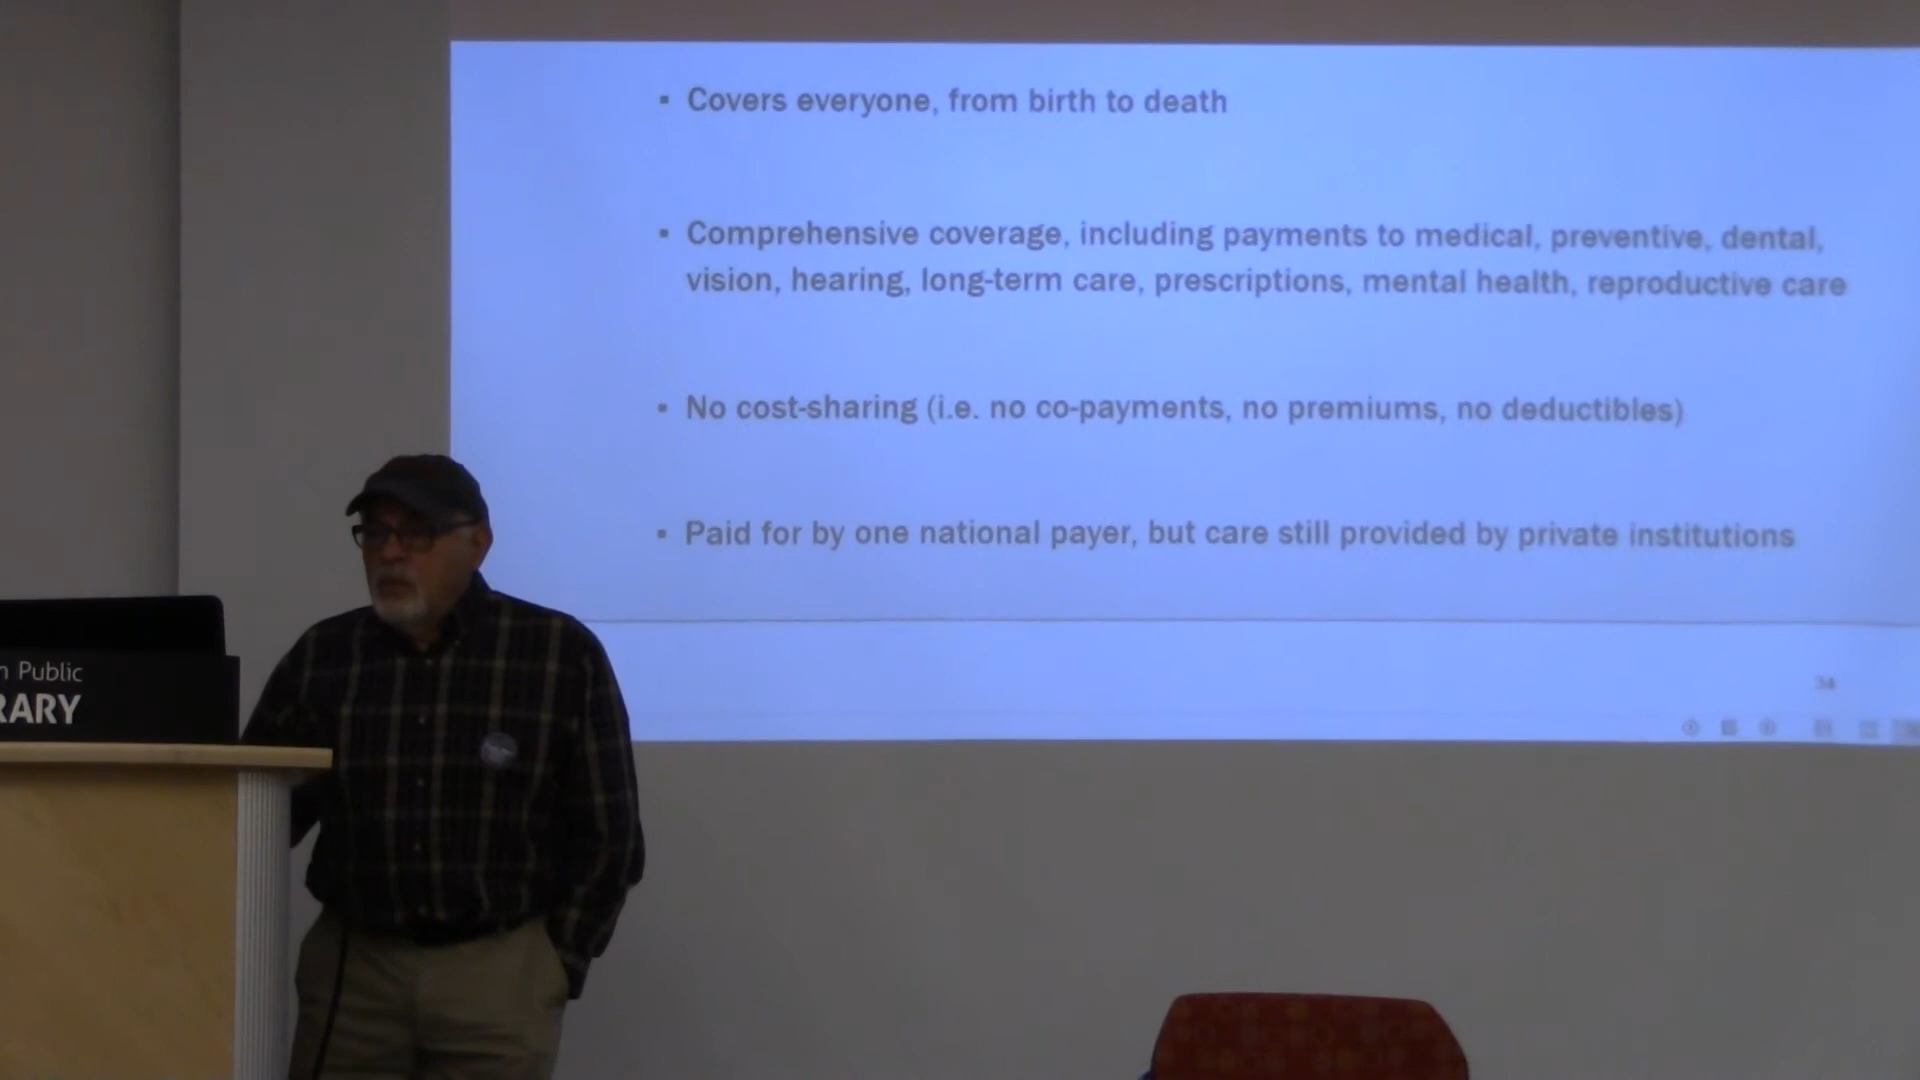 ▪ Covers everyone, from birth to death
▪ Comprehensive coverage, including payments to medical, preventive, dental,
vision, hearing, long-term care, prescriptions, mental health, reproductive care
▪ No cost-sharing (i.e. no co-payments, no premiums, no deductibles)
▪ Paid for by one national payer, but care still provided by private institutions
34
n Public
RARY